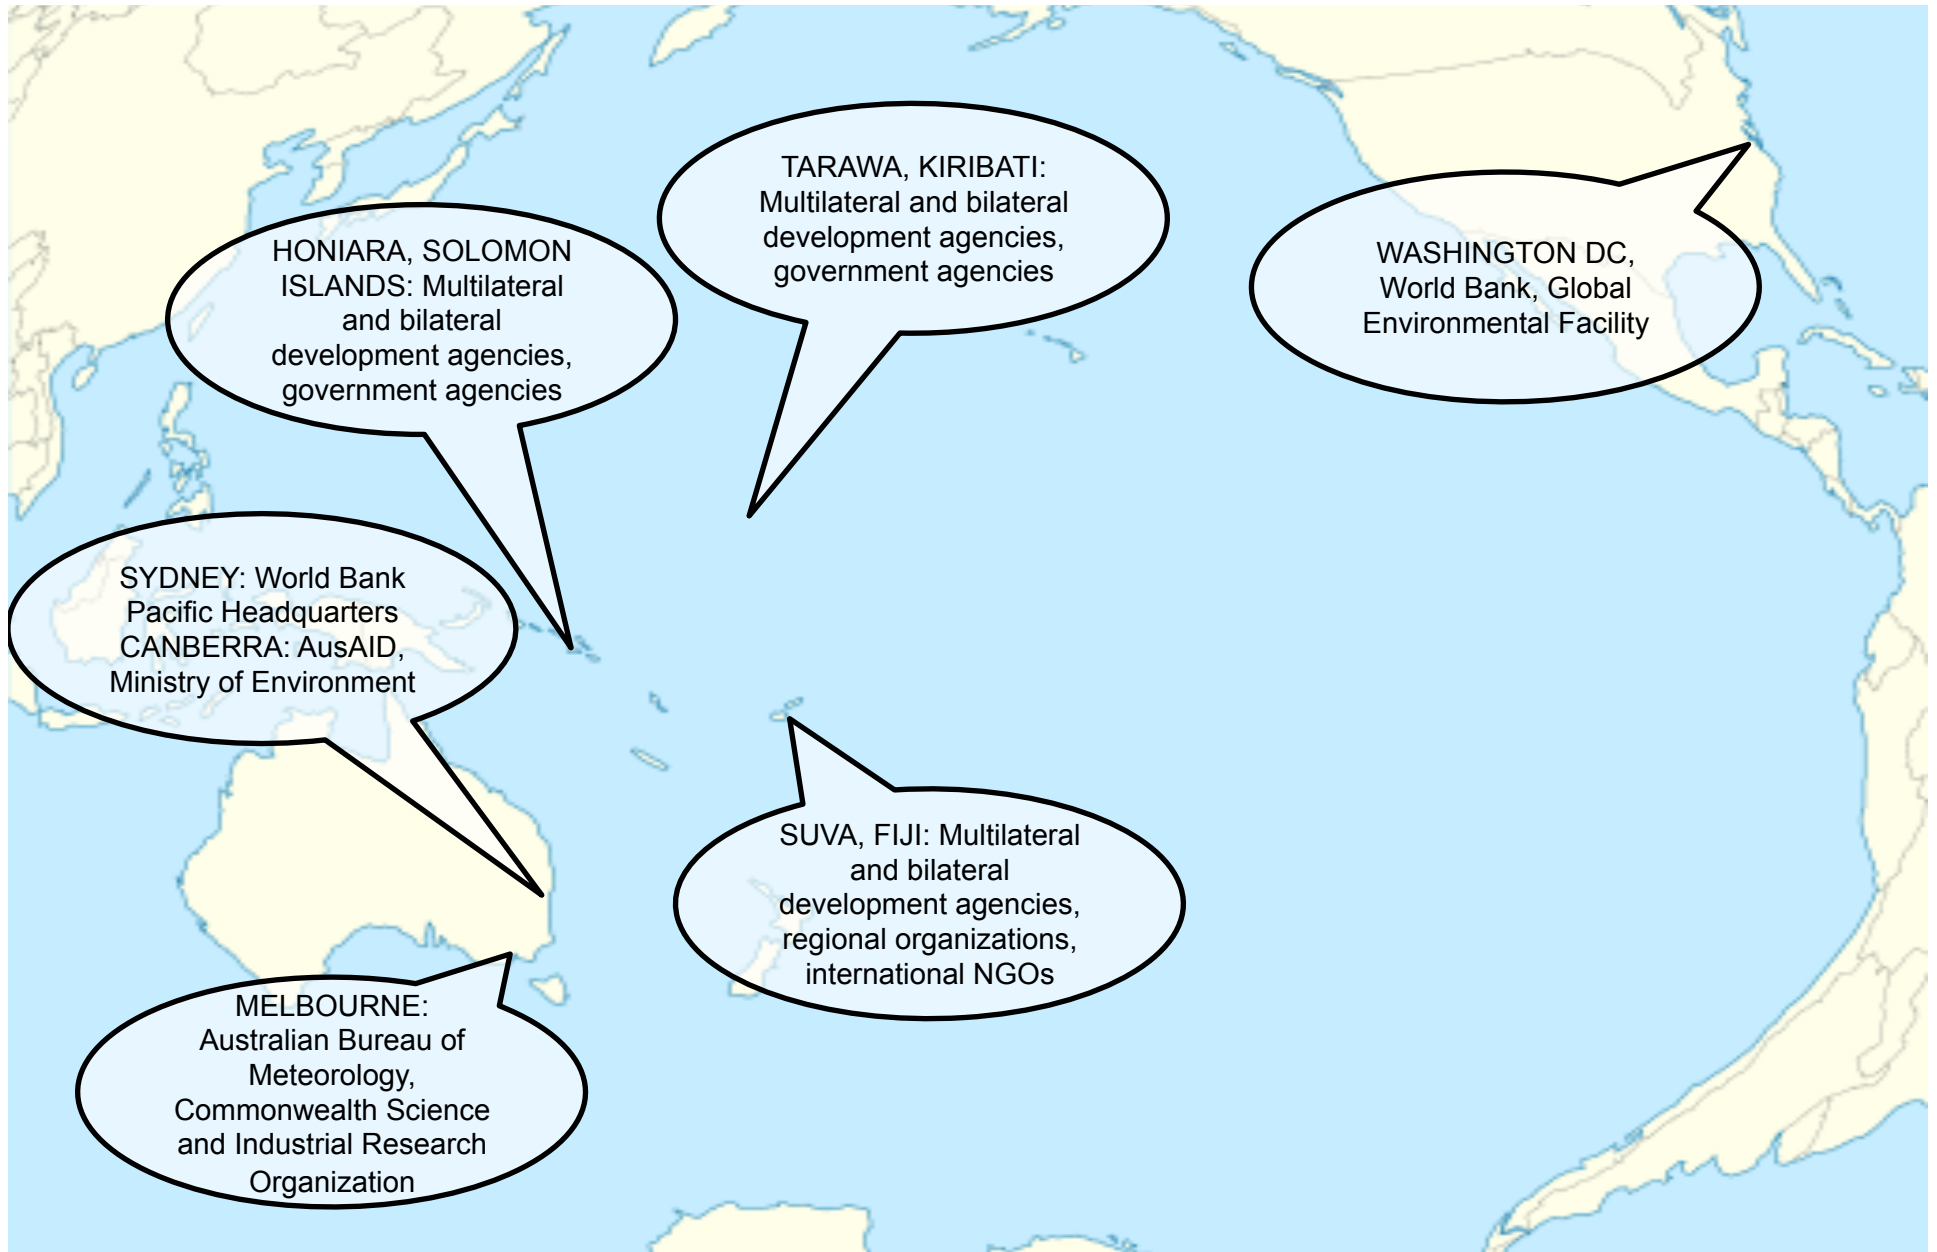 TARAWA, KIRIBATI:
Multilateral and bilateral
development agencies,
government agencies
HONIARA, SOLOMON
ISLANDS: Multilateral
and bilateral
development agencies,
government agencies
WASHINGTON DC,
World Bank, Global
Environmental Facility
SYDNEY: World Bank
Pacific Headquarters
CANBERRA: AusAID,
Ministry of Environment
SUVA, FIJI: Multilateral
and bilateral
development agencies,
regional organizations,
international NGOs
MELBOURNE:
Australian Bureau of
Meteorology,
Commonwealth Science
and Industrial Research
Organization